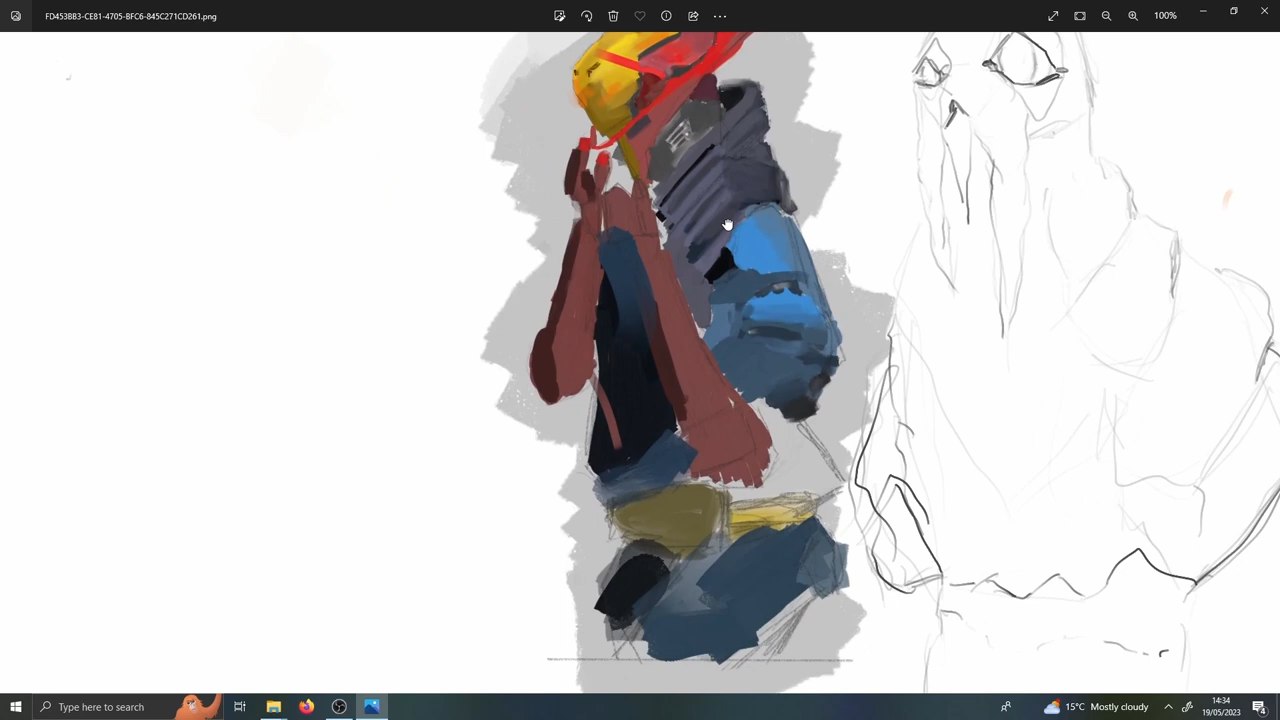 FD453BB3-CE81-4705-BFC6-845C271CD261.png
100%
Type here to search
15°C Mostly cloudy
14:34
19/05/2023
4